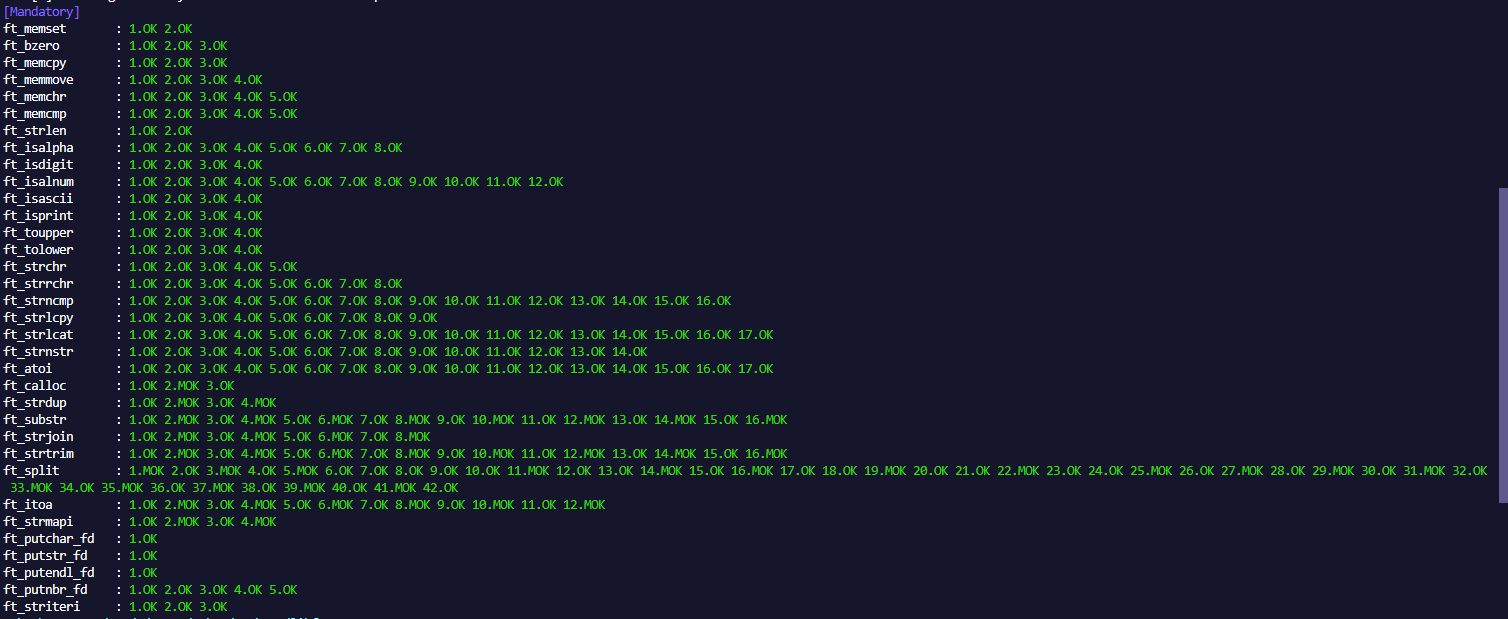 [Mandatory]
ft_memset : 1.OK 2.OK
ft_bzero : 1.OK 2.OK 3.OK
ft_memcpy : 1.OK 2.OK 3.OK
ft_memmove : 1.OK 2.OK 3.OK 4.OK
ft_memchr : 1.OK 2.OK 3.OK 4.OK 5.OK
ft_memcmp : 1.OK 2.OK 3.OK 4.OK 5.OK
ft_strlen : 1.OK 2.OK
ft_isalpha : 1.OK 2.OK 3.OK 4.OK 5.OK 6.OK 7.OK 8.OK
ft_isdigit : 1.OK 2.OK 3.OK 4.OK
ft_isalnum : 1.OK 2.OK 3.OK 4.OK 5.OK 6.OK 7.OK 8.OK 9.OK 10.OK 11.OK 12.OK
ft_isascii : 1.OK 2.OK 3.OK 4.OK
ft_isprint : 1.OK 2.OK 3.OK 4.OK
ft_toupper : 1.OK 2.OK 3.OK 4.OK
ft_tolower : 1.OK 2.OK 3.OK 4.OK
ft_strchr : 1.OK 2.OK 3.OK 4.OK 5.OK
ft_strrchr : 1.OK 2.OK 3.OK 4.OK 5.OK 6.OK 7.OK 8.OK
ft_strncmp : 1.OK 2.OK 3.OK 4.OK 5.OK 6.OK 7.OK 8.OK 9.OK 10.OK 11.OK 12.OK 13.OK 14.OK 15.OK 16.OK
ft_strlcpy : 1.OK 2.OK 3.OK 4.OK 5.OK 6.OK 7.OK 8.OK 9.OK
ft_strlcat : 1.OK 2.OK 3.OK 4.OK 5.OK 6.OK 7.OK 8.OK 9.OK 10.OK 11.OK 12.OK 13.OK 14.OK 15.OK 16.OK 17.OK
ft_strnstr : 1.OK 2.OK 3.OK 4.OK 5.OK 6.OK 7.OK 8.OK 9.OK 10.OK 11.OK 12.OK 13.OK 14.OK
ft_atoi : 1.OK 2.OK 3.OK 4.OK 5.OK 6.OK 7.OK 8.OK 9.OK 10.OK 11.OK 12.OK 13.OK 14.OK 15.OK 16.OK 17.OK
ft_calloc : 1.OK 2.MOK 3.OK
ft_strdup : 1.OK 2.MOK 3.OK 4.MOK
ft_substr : 1.OK 2.MOK 3.OK 4.MOK 5.OK 6.MOK 7.OK 8.MOK 9.OK 10.MOK 11.OK 12.MOK 13.OK 14.MOK 15.OK 16.MOK
ft_strjoin : 1.OK 2.MOK 3.OK 4.MOK 5.OK 6.MOK 7.OK 8.MOK
ft_strtrim : 1.OK 2.MOK 3.OK 4.MOK 5.OK 6.MOK 7.OK 8.MOK 9.OK 10.MOK 11.OK 12.MOK 13.OK 14.MOK 15.OK 16.MOK
ft_split : 1.MOK 2.OK 3.MOK 4.OK 5.MOK 6.OK 7.OK 8.OK 9.OK 10.OK 11.MOK 12.OK 13.OK 14.MOK 15.OK 16.MOK 17.OK 18.OK 19.MOK 20.OK 21.OK 22.MOK 23.OK 24.OK 25.MOK 26.OK 27.MOK 28.OK 29.MOK 30.OK 31.MOK 32.OK
33.MOK 34.OK 35.MOK 36.OK 37.MOK 38.OK 39.MOK 40.OK 41.MOK 42.OK
ft_itoa : 1.OK 2.MOK 3.OK 4.MOK 5.OK 6.MOK 7.OK 8.MOK 9.OK 10.MOK 11.OK 12.MOK
ft_strmapi : 1.OK 2.MOK 3.OK 4.MOK
ft_putchar_fd : 1.OK
ft_putstr_fd : 1.OK
ft_putendl_fd : 1.OK
ft_putnbr_fd : 1.OK 2.OK 3.OK 4.OK 5.OK
ft_striteri : 1.OK 2.OK 3.OK